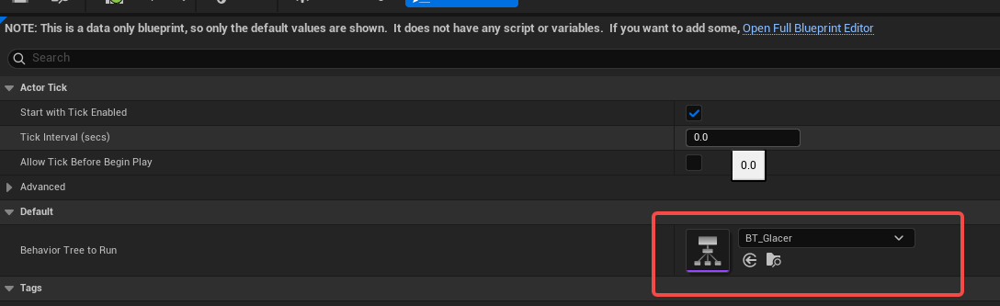 NOTE: This is a data only blueprint, so only the default values are shown.  It does not have any script or variables.  If you want to add some, Open Full Blueprint Editor
Search
Actor Tick
Start with Tick Enabled
Tick Interval (secs)
0.0
Allow Tick Before Begin Play
0.0
Advanced
Default
Behavior Tree to Run
BT_Glacer
Tags